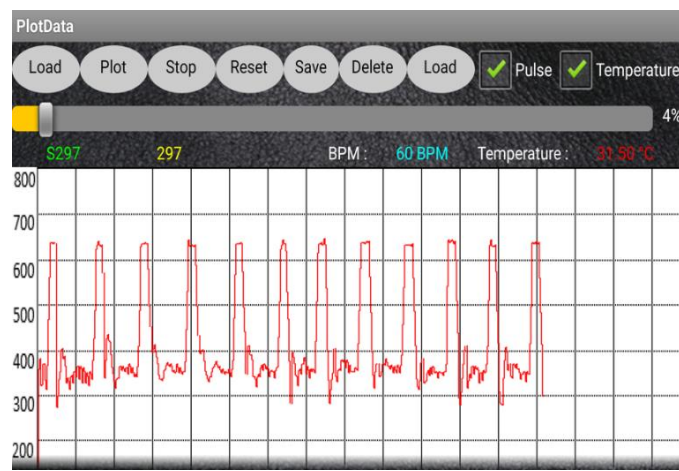 PlotData
Load Plot Stop Reset Save Delete Load Pulse Temperature
4%
S297 297 BPM : 60 BPM Temperature : 31.50 °C
800
700
600
500
400
300
200